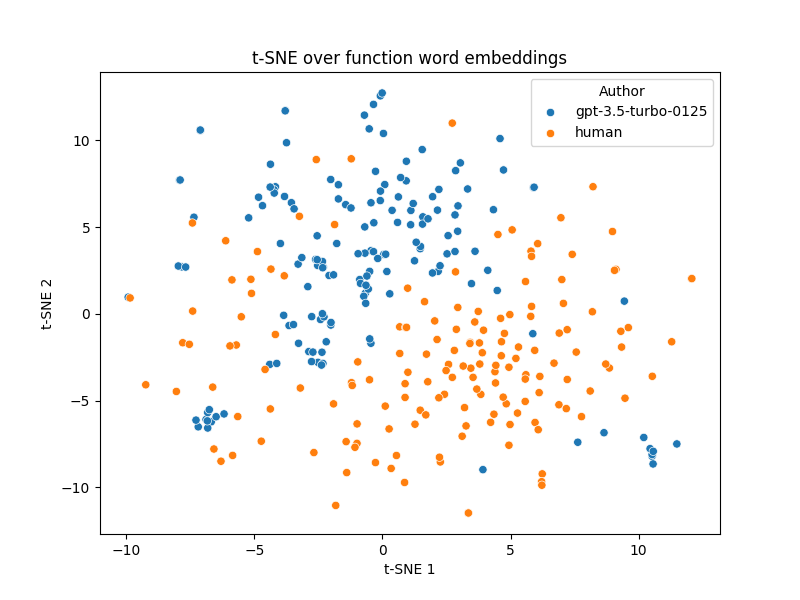 t-SNE over function word embeddings
Author
gpt-3.5-turbo-0125
human
10
5
0
−5
−10
t-SNE 2
−10
−5
0
5
10
t-SNE 1